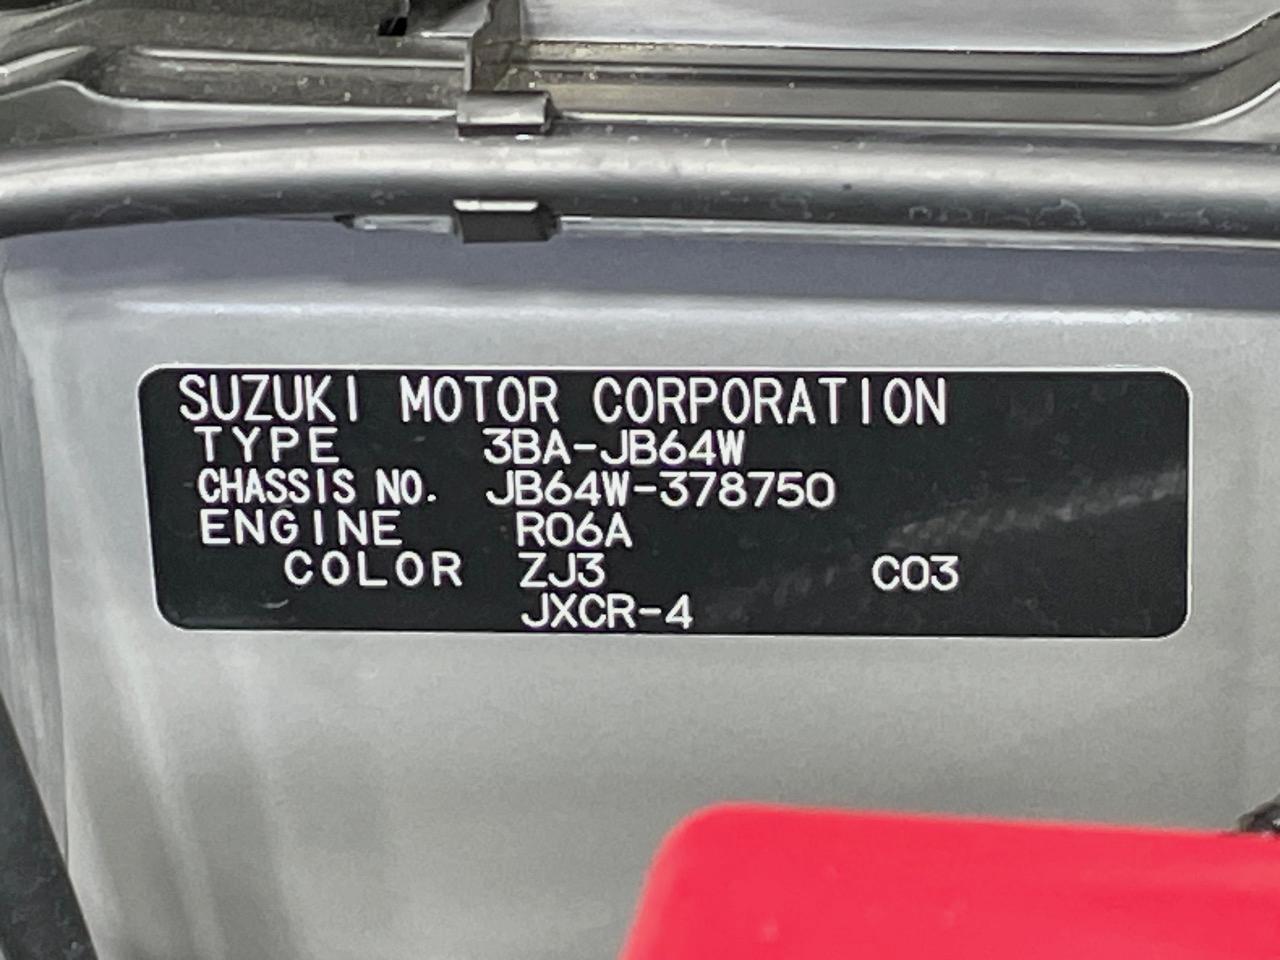 SUZUKI MOTOR CORPORATION
TYPE 3BA-JB64W
CHASSIS NO. JB64W-378750
ENGINE R06A
COLOR ZJ3 C03
JXCR-4